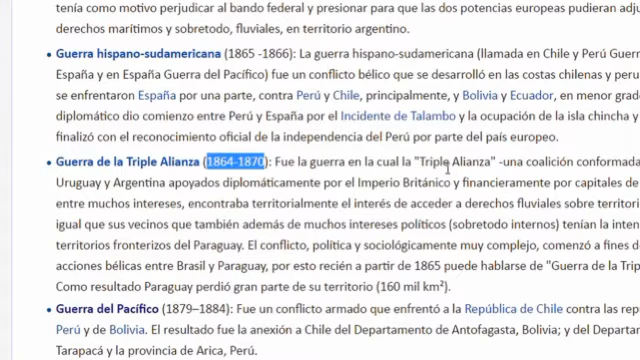 tenía como motivo perjudicar al bando federal y presionar para que las dos potencias europeas pudieran
derechos marítimos y sobretodo, fluviales, en territorio argentino.
Guerra hispano-sudamericana (1865 -1866): La guerra hispano-sudamericana (llamada en Chile y Perú
España y en España Guerra del Pacífico) fue un conflicto bélico que se desarrolló en las costas chilenas y
se enfrentaron España por una parte, contra Perú y Chile, principalmente, y Bolivia y Ecuador, en menor
diplomático dio comienzo entre Perú y España por el Incidente de Talambo y la ocupación de la isla chincha y
finalizó con el reconocimiento oficial de la independencia del Perú por parte del país europeo.
Guerra de la Triple Alianza (1864-1870): Fue la guerra en la cual la "Triple Alianza" -una coalición conformada
Uruguay y Argentina apoyados diplomáticamente por el Imperio Británico y financieramente por capitales de
entre muchos intereses, encontraba territorialmente el interés de acceder a derechos fluviales sobre
igual que sus vecinos que también además de muchos intereses políticos (sobretodo internos) tenían la
territorios fronterizos del Paraguay. El conflicto, política y sociológicamente muy complejo, comenzó a fines de
acciones bélicas entre Brasil y Paraguay, por esto recién a partir de 1865 puede hablarse de "Guerra de la
Como resultado Paraguay perdió gran parte de su territorio (160 mil km²).
Guerra del Pacífico (1879–1884): Fue un conflicto armado que enfrentó a la República de Chile contra las
Perú y de Bolivia. El resultado fue la anexión a Chile del Departamento de Antofagasta, Bolivia; y del
Tarapacá y la provincia de Arica, Perú.